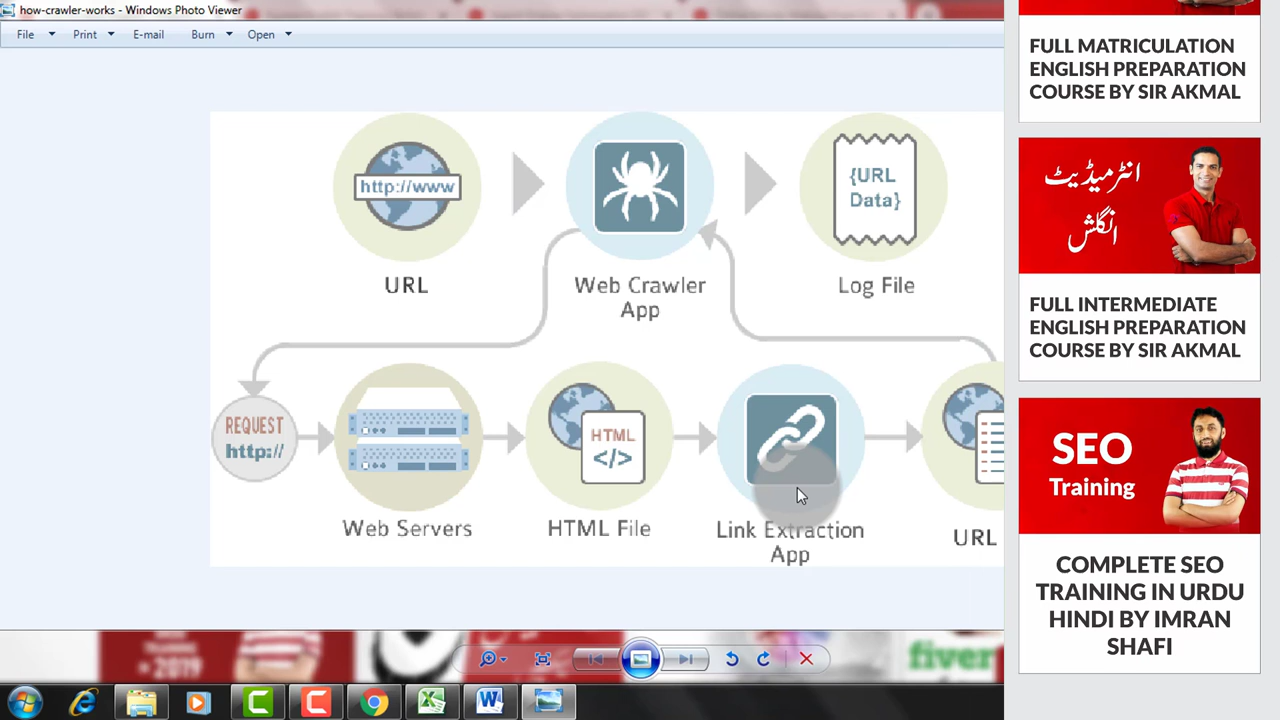 how-crawler-works - Windows Photo Viewer
File Print E-mail Burn Open
http://www
{URL
Data}
URL
Web Crawler
App
Log File
REQUEST
http://
HTML
</>
Web Servers
HTML File
Link Extraction
App
URL
TRAINING
2019
fiver
FULL MATRICULATION
ENGLISH PREPARATION
COURSE BY SIR AKMAL
انٹرمیڈیٹ
انگلش
FULL INTERMEDIATE
ENGLISH PREPARATION
COURSE BY SIR AKMAL
SEO
Training
COMPLETE SEO
TRAINING IN URDU
HINDI BY IMRAN
SHAFI